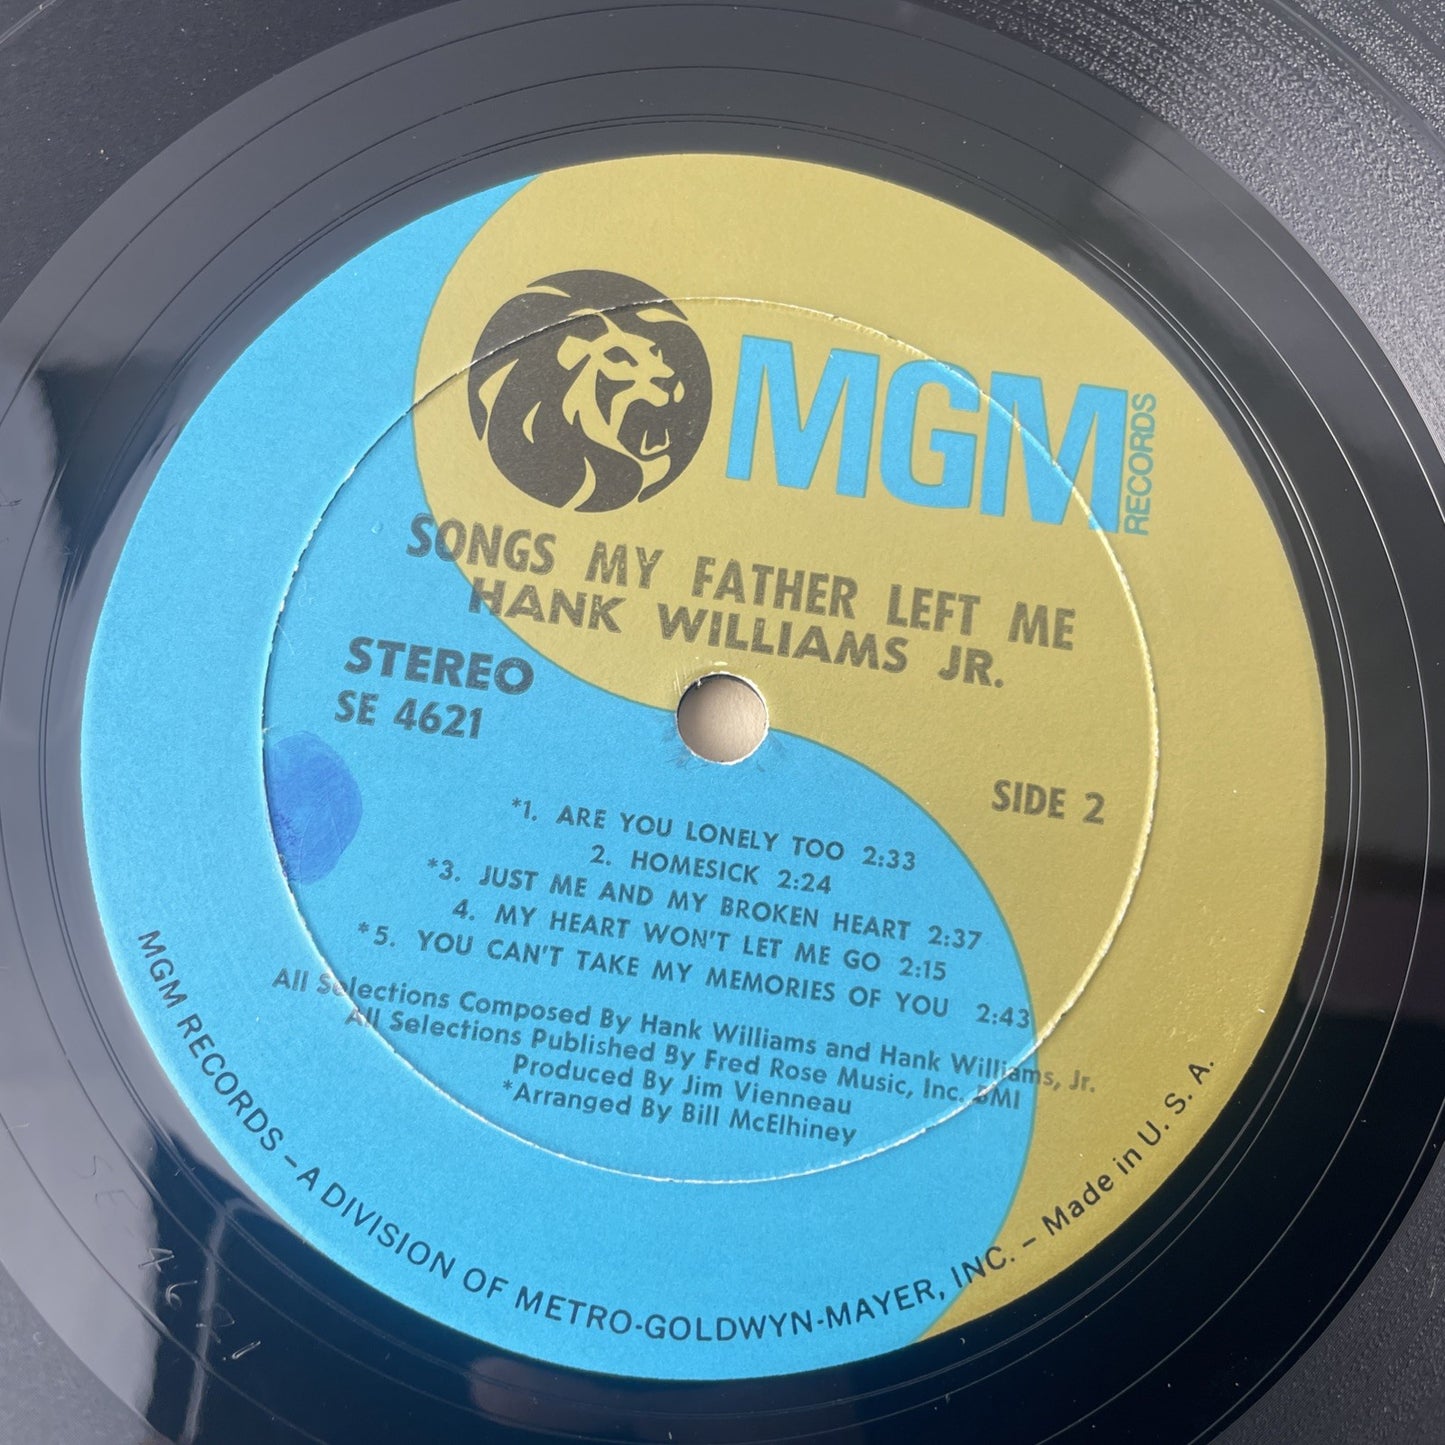 MGM RECORDS
SONGS MY FATHER LEFT ME
HANK WILLIAMS JR.
STEREO
SE 4621
SIDE 2
*1. ARE YOU LONELY TOO 2:33
2. HOMESICK 2:24
*3. JUST ME AND MY BROKEN HEART 2:37
4. MY HEART WON'T LET ME GO 2:15
*5. YOU CAN'T TAKE MY MEMORIES OF YOU 2:43
All Selections Composed By Hank Williams and Hank Williams, Jr.
All Selections Published By Fred Rose Music, Inc. BMI
Produced By Jim Vienneau
*Arranged By Bill McElhiney
MGM RECORDS – A DIVISION OF METRO-GOLDWYN-MAYER, INC. – Made in U. S. A.
SE 4621